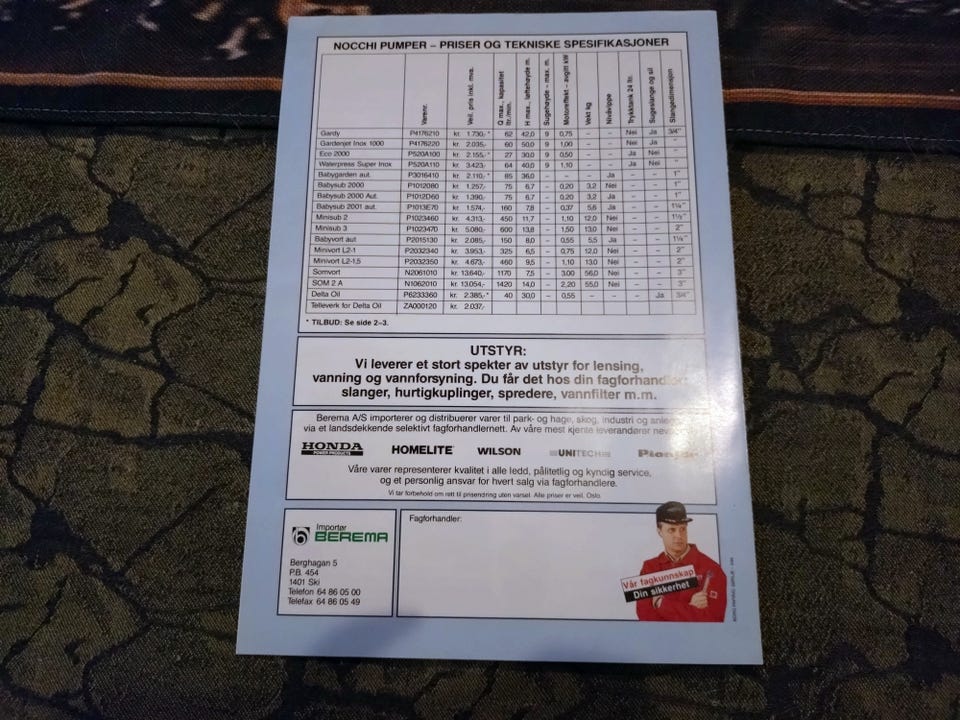 NOCCHI PUMPER – PRISER OG TEKNISKE SPESIFIKASJONER
Varenr. Veil. pris inkl. mva. Q max., kapasitet ltr./min. H max., løftehøyde m. Sugehøyde – max. m. Motoreffekt – avgitt kW Vekt kg Nivåvippe Trykktank 24 ltr. Sugeslange og sil Slangedimensjon
Gardy P4176210 kr. 1.730,-* 62 42,0 9 0,75 – – Nei Ja 3/4"
Gardenjet Inox 1000 P4176220 kr. 2.035,- 60 50,0 9 1,00 – – Nei Ja "
Eco 2000 P520A100 kr. 2.155,-* 27 30,0 9 0,50 – – Ja Nei "
Waterpress Super Inox P520A110 kr. 3.423,- 64 40,0 9 1,10 – – Ja Nei "
Babygarden aut. P3016410 kr. 2.110,-* 85 36,0 – – – Ja – – 1"
Babysub 2000 P1012080 kr. 1.257,- 75 6,7 – 0,20 3,2 Nei – – 1"
Babysub 2000 Aut. P1012D60 kr. 1.390,- 75 6,7 – 0,20 3,2 Ja – – 1"
Babysub 2001 aut. P1013E70 kr. 1.574,- 160 7,8 – 0,37 5,6 Ja – – 1¼"
Minisub 2 P1023460 kr. 4.313,- 450 11,7 – 1,10 12,0 Nei – – 1½"
Minisub 3 P1023470 kr. 5.080,- 600 13,8 – 1,50 13,0 Nei – – 2"
Babyvort aut P2015130 kr. 2.085,- 150 8,0 – 0,55 5,5 Ja – – 1¼"
Minivort L2-1 P2032340 kr. 3.953,- 325 6,5 – 0,75 12,0 Nei – – 2"
Minivort L2-1,5 P2032350 kr. 4.673,- 460 9,5 – 1,10 13,0 Nei – – 2"
Somvort N2061010 kr. 13.640,- 1170 7,5 – 3,00 56,0 Nei – – 3"
SOM 2 A N1062010 kr. 13.054,- 1420 14,0 – 2,20 55,0 Nei – – 3"
Delta Oil P6233360 kr. 2.385,-* 40 30,0 – 0,55 – – – Ja 3/4"
Telleverk for Delta Oil ZA000120 kr. 2.037,-
* TILBUD: Se side 2–3.
UTSTYR:
Vi leverer et stort spekter av utstyr for lensing,
vanning og vannforsyning. Du får det hos din fagforhandler:
slanger, hurtigkuplinger, spredere, vannfilter m.m.
Berema A/S importerer og distribuerer varer til park- og hage, skog, industri og anlegg
via et landsdekkende selektivt fagforhandlernett. Av våre mest kjente leverandører
HONDA HOMELITE WILSON UNITECH Pionjär
POWER PRODUCTS
Våre varer representerer kvalitet i alle ledd, pålitelig og kyndig service,
og et personlig ansvar for hvert salg via fagforhandlere.
Vi tar forbehold om rett til prisendring uten varsel. Alle priser er veil. Oslo.
Importør
BEREMA
Berghagan 5
P.B. 454
1401 Ski
Telefon 64 86 05 00
Telefax 64 86 05 49
Fagforhandler:
Vår fagkunnskap
Din sikkerhet